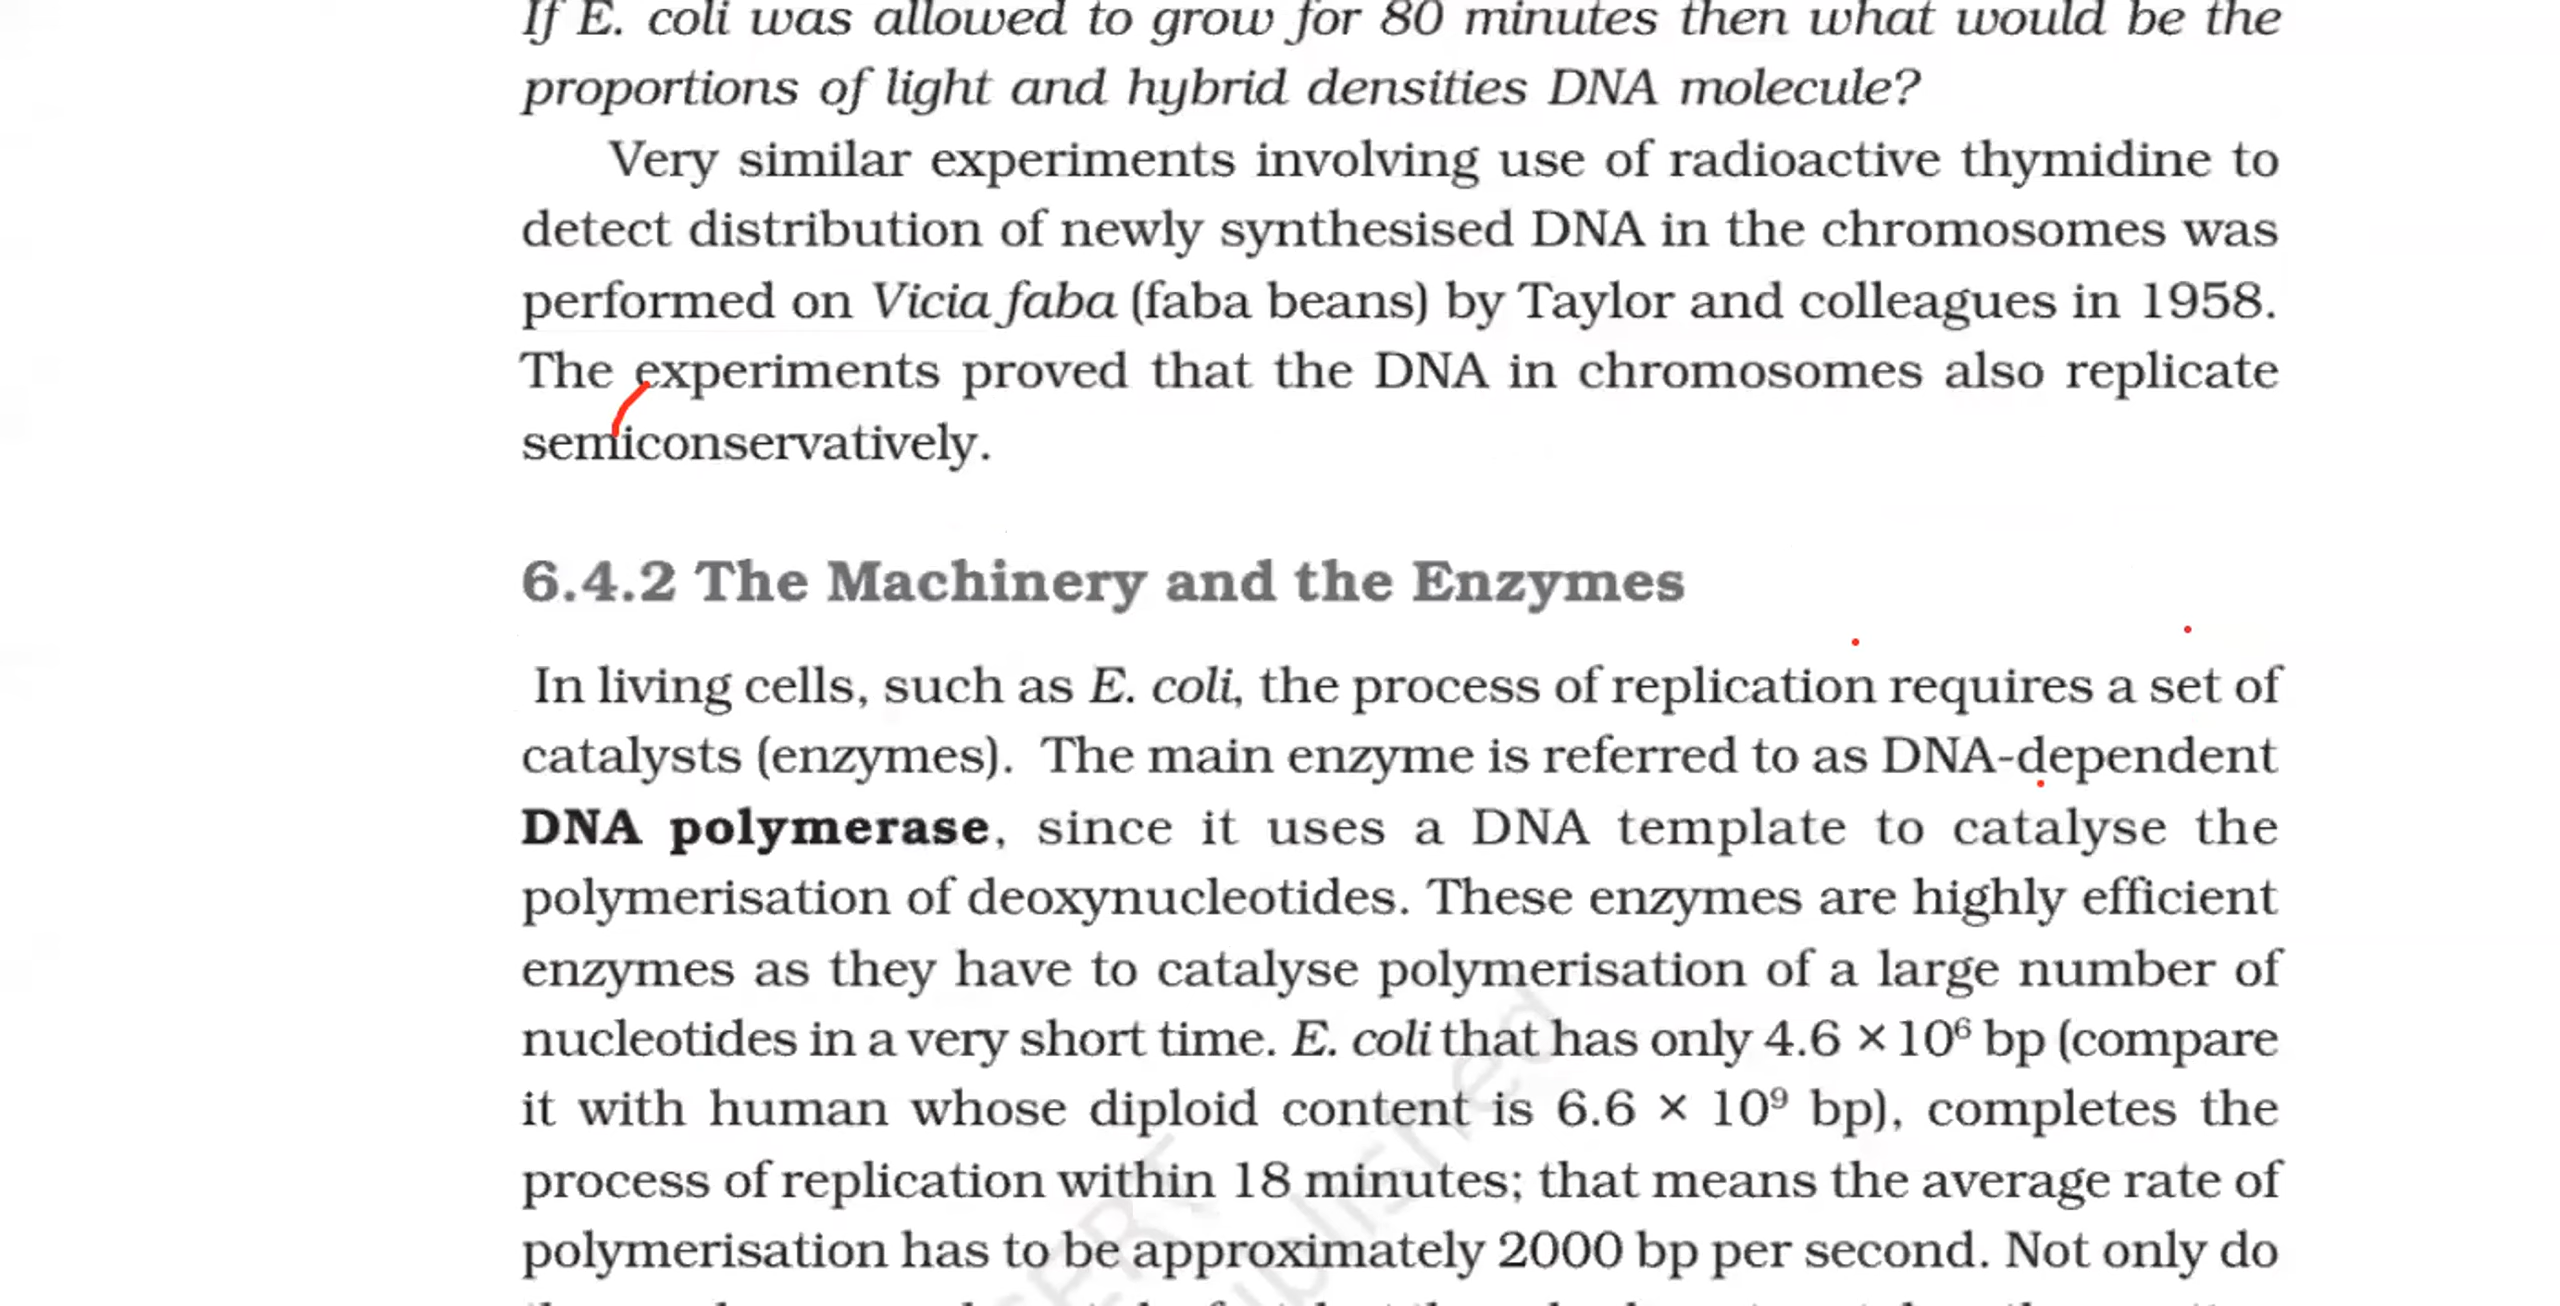 If E. coli was allowed to grow for 80 minutes then what would be the
proportions of light and hybrid densities DNA molecule?
Very similar experiments involving use of radioactive thymidine to
detect distribution of newly synthesised DNA in the chromosomes was
performed on Vicia faba (faba beans) by Taylor and colleagues in 1958.
The experiments proved that the DNA in chromosomes also replicate
semiconservatively.
6.4.2 The Machinery and the Enzymes
In living cells, such as E. coli, the process of replication requires a set of
catalysts (enzymes). The main enzyme is referred to as DNA-dependent
DNA polymerase, since it uses a DNA template to catalyse the
polymerisation of deoxynucleotides. These enzymes are highly efficient
enzymes as they have to catalyse polymerisation of a large number of
nucleotides in a very short time. E. coli that has only 4.6 × 10⁶ bp (compare
it with human whose diploid content is 6.6 × 10⁹ bp), completes the
process of replication within 18 minutes; that means the average rate of
polymerisation has to be approximately 2000 bp per second. Not only do